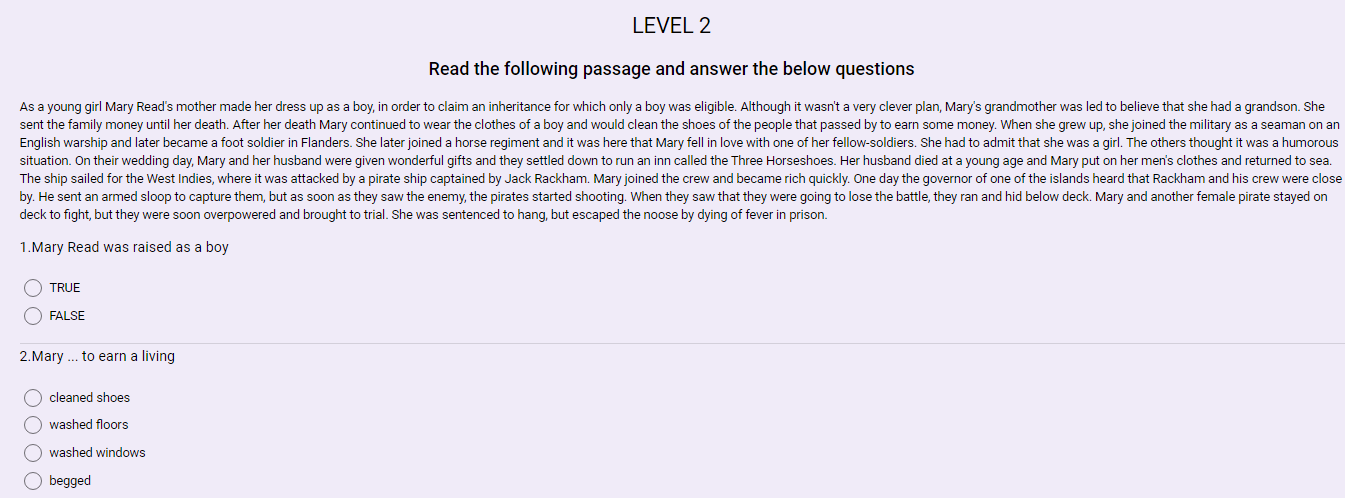 LEVEL 2
Read the following passage and answer the below questions
As a young girl Mary Read's mother made her dress up as a boy, in order to claim an inheritance for which only a boy was eligible. Although it wasn't a very clever plan, Mary's grandmother was led to believe that she had a grandson. She
sent the family money until her death. After her death Mary continued to wear the clothes of a boy and would clean the shoes of the people that passed by to earn some money. When she grew up, she joined the military as a seaman on an
English warship and later became a foot soldier in Flanders. She later joined a horse regiment and it was here that Mary fell in love with one of her fellow-soldiers. She had to admit that she was a girl. The others thought it was a humorous
situation. On their wedding day, Mary and her husband were given wonderful gifts and they settled down to run an inn called the Three Horseshoes. Her husband died at a young age and Mary put on her men's clothes and returned to sea.
The ship sailed for the West Indies, where it was attacked by a pirate ship captained by Jack Rackham. Mary joined the crew and became rich quickly. One day the governor of one of the islands heard that Rackham and his crew were close
by. He sent an armed sloop to capture them, but as soon as they saw the enemy, the pirates started shooting. When they saw that they were going to lose the battle, they ran and hid below deck. Mary and another female pirate stayed on
deck to fight, but they were soon overpowered and brought to trial. She was sentenced to hang, but escaped the noose by dying of fever in prison.
1.Mary Read was raised as a boy
TRUE
FALSE
2.Mary ... to earn a living
cleaned shoes
washed floors
washed windows
begged